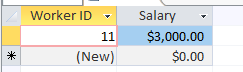 Worker ID Salary
11 $3,000.00
(New) $0.00